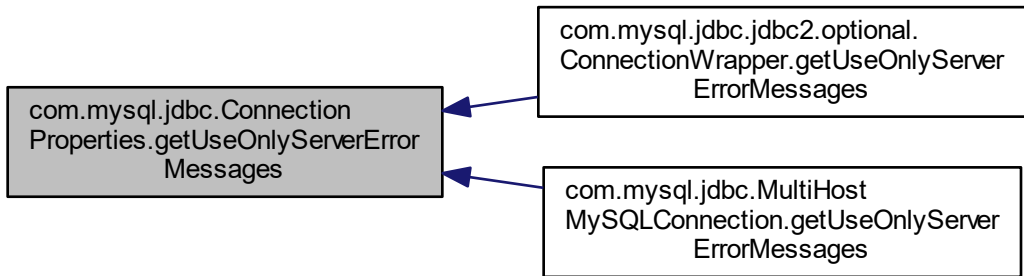 com.mysql.jdbc.jdbc2.optional.
ConnectionWrapper.getUseOnlyServer
ErrorMessages
com.mysql.jdbc.Connection
Properties.getUseOnlyServerError
Messages
com.mysql.jdbc.MultiHost
MySQLConnection.getUseOnlyServer
ErrorMessages